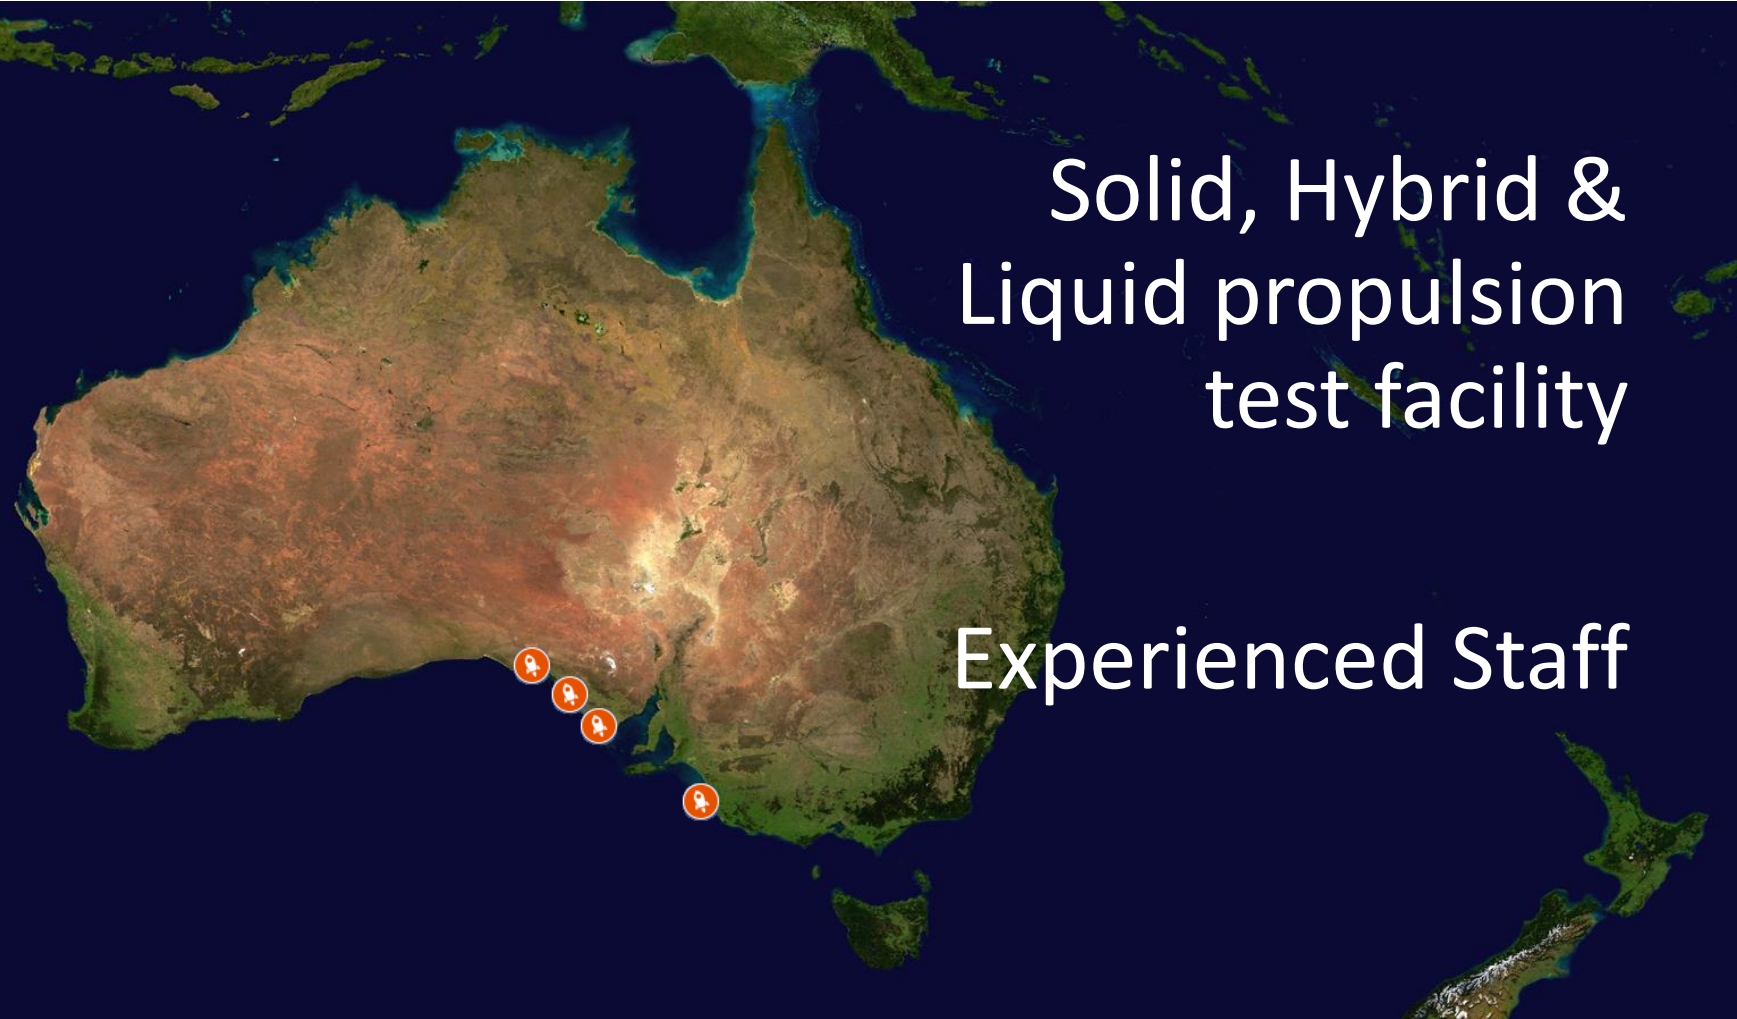 Solid, Hybrid &
Liquid propulsion
test facility
Experienced Staff